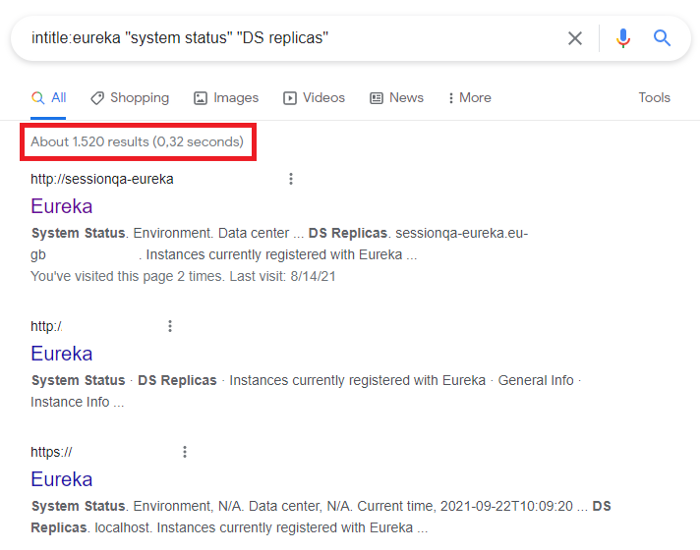 intitle:eureka "system status" "DS replicas"
All Shopping Images Videos News More Tools
About 1.520 results (0,32 seconds)
http://sessionqa-eureka
Eureka
System Status. Environment. Data center ... DS Replicas. sessionqa-eureka.eu-
gb . Instances currently registered with Eureka ...
You've visited this page 2 times. Last visit: 8/14/21
http:/
Eureka
System Status · DS Replicas · Instances currently registered with Eureka · General Info ·
Instance Info ...
https://
Eureka
System Status. Environment, N/A. Data center, N/A. Current time, 2021-09-22T10:09:20 ... DS
Replicas. localhost. Instances currently registered with Eureka ...